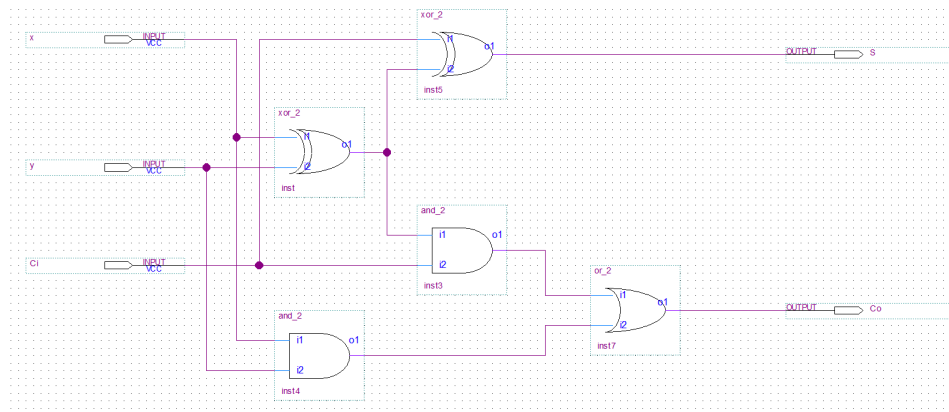 xor_2
x
INPUT
VCC
i1
i2
o1
inst5
OUTPUT
S
xor_2
i1
i2
o1
inst
y
INPUT
VCC
and_2
i1
i2
o1
inst3
Ci
INPUT
VCC
or_2
i1
i2
o1
inst7
OUTPUT
Co
and_2
i1
i2
o1
inst4